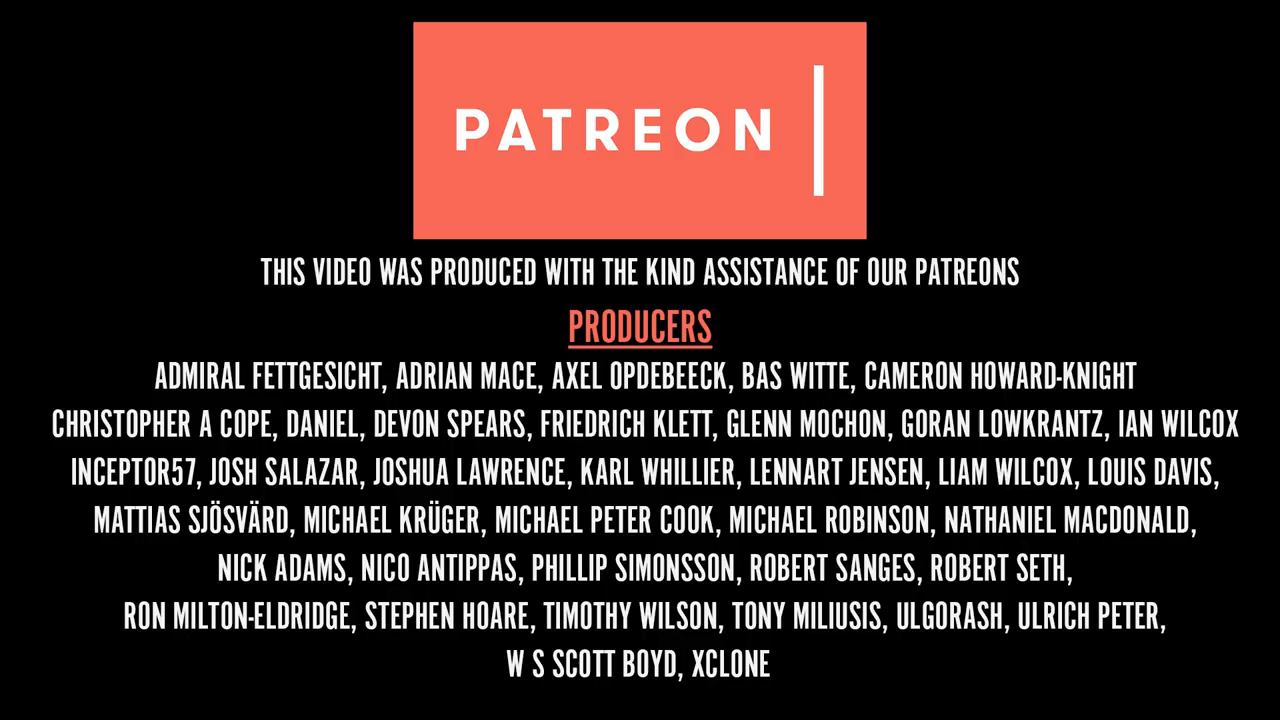 PATREON
THIS VIDEO WAS PRODUCED WITH THE KIND ASSISTANCE OF OUR PATREONS
PRODUCERS
ADMIRAL FETTGESICHT, ADRIAN MACE, AXEL OPDEBEECK, BAS WITTE, CAMERON HOWARD-KNIGHT
CHRISTOPHER A COPE, DANIEL, DEVON SPEARS, FRIEDRICH KLETT, GLENN MOCHON, GORAN LOWKRANTZ, IAN WILCOX
INCEPTOR57, JOSH SALAZAR, JOSHUA LAWRENCE, KARL WHILLIER, LENNART JENSEN, LIAM WILCOX, LOUIS DAVIS,
MATTIAS SJÖSVÄRD, MICHAEL KRÜGER, MICHAEL PETER COOK, MICHAEL ROBINSON, NATHANIEL MACDONALD,
NICK ADAMS, NICO ANTIPPAS, PHILLIP SIMONSSON, ROBERT SANGES, ROBERT SETH,
RON MILTON-ELDRIDGE, STEPHEN HOARE, TIMOTHY WILSON, TONY MILIUSIS, ULGORASH, ULRICH PETER,
W S SCOTT BOYD, XCLONE